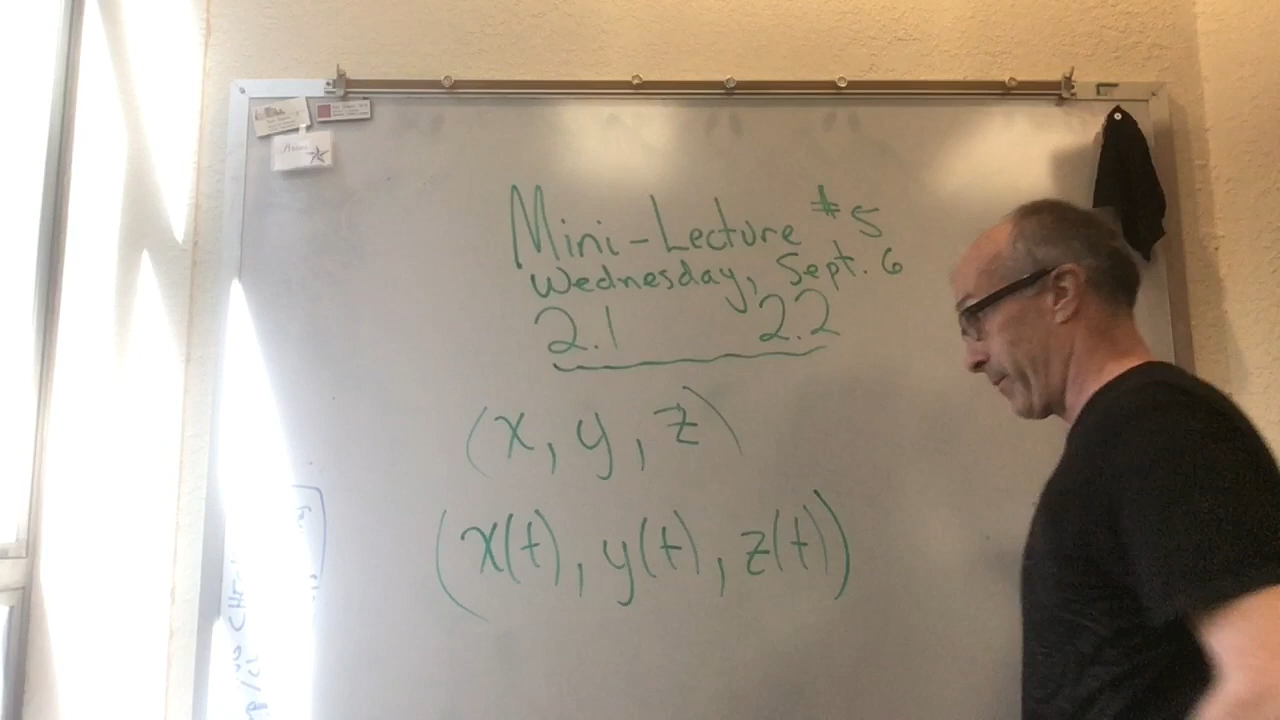 Mini-Lecture #5
Wednesday, Sept. 6
2.1 2.2
(x, y, z)
(x(t), y(t), z(t))